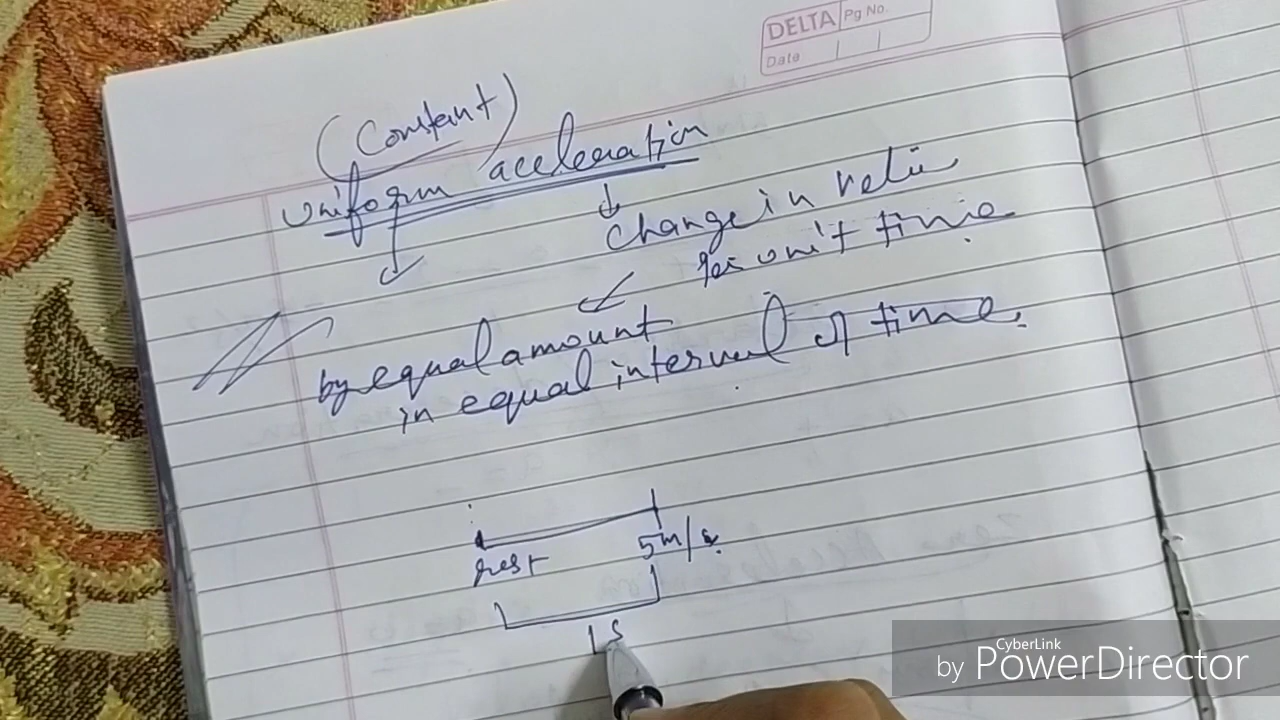 DELTA Pg No.
Date
(Constant)
uniform aceleration
change in velo
per unit time
by equal amount
in equal interval of time.
rest 5m/s.
1s
CyberLink
by PowerDirector